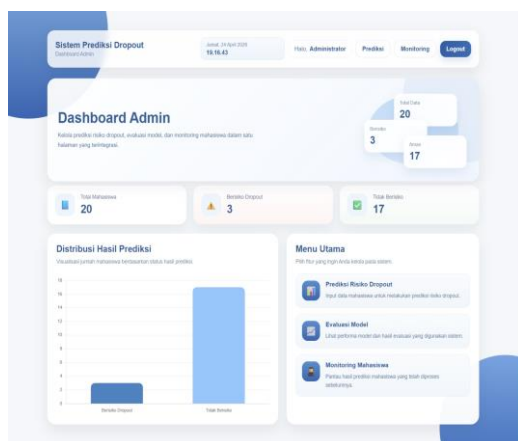 Sistem Prediksi Dropout
Dashboard Admin
Jumat, 24 April 2026
19.16.43
Halo, Administrator
Prediksi
Monitoring
Logout
Dashboard Admin
Kelola prediksi risiko dropout, evaluasi model, dan monitoring mahasiswa dalam satu
halaman yang terintegrasi.
Total Data
20
Berisiko
3
Aman
17
Total Mahasiswa
20
Berisiko Dropout
3
Tidak Berisiko
17
Distribusi Hasil Prediksi
Visualisasi jumlah mahasiswa berdasarkan status hasil prediksi.
18
16
14
12
10
8
6
4
2
0
Berisiko Dropout
Tidak Berisiko
Menu Utama
Pilih fitur yang ingin Anda kelola pada sistem.
Prediksi Risiko Dropout
Input data mahasiswa untuk melakukan prediksi risiko dropout.
Evaluasi Model
Lihat performa model dan hasil evaluasi yang digunakan sistem.
Monitoring Mahasiswa
Pantau hasil prediksi mahasiswa yang telah diproses
sebelumnya.